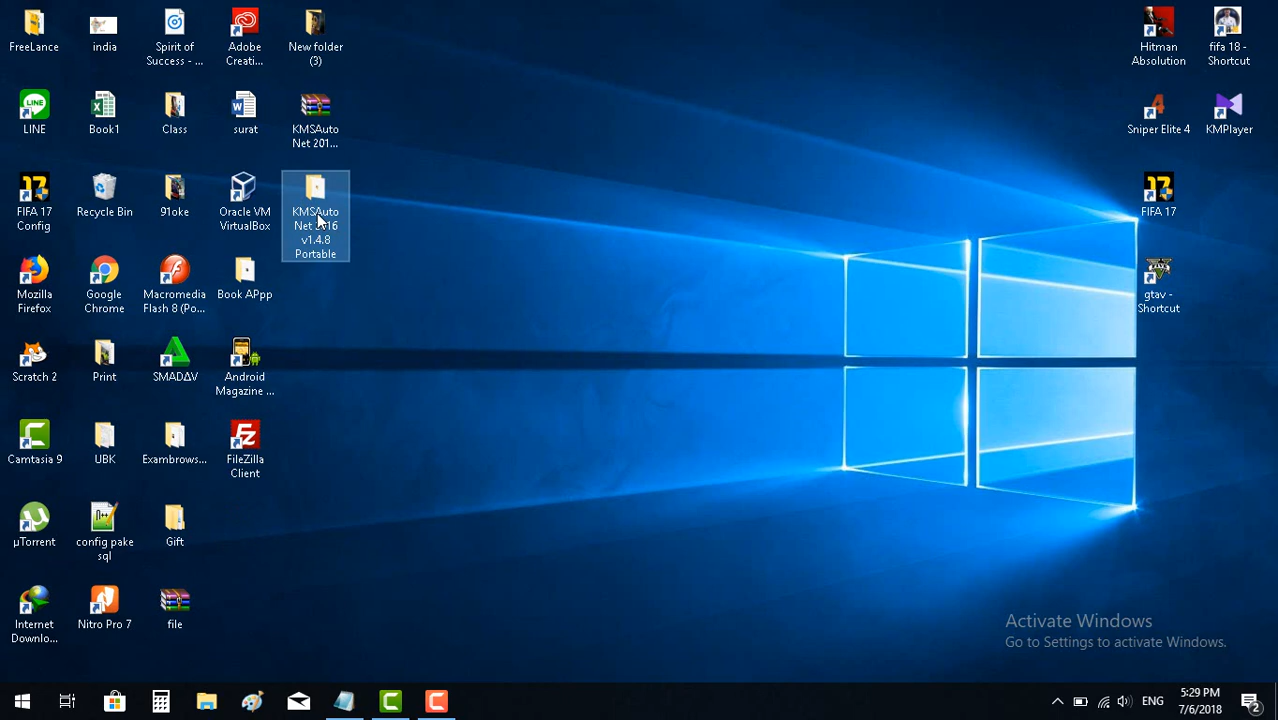 FreeLance
india
Spirit of
Success - ...
Adobe
Creati...
New folder
(3)
Hitman
Absolution
fifa 18 -
Shortcut
LINE
Book1
Class
surat
KMSAuto
Net 201...
Sniper Elite 4
KMPlayer
FIFA 17
Config
Recycle Bin
91oke
Oracle VM
VirtualBox
KMSAuto
Net 2016
v1.4.8
Portable
FIFA 17
Mozilla
Firefox
Google
Chrome
Macromedia
Flash 8 (Po...
Book APpp
gtav -
Shortcut
Scratch 2
Print
SMADΔV
Android
Magazine ...
Camtasia 9
UBK
Exambrows...
FileZilla
Client
µTorrent
config pake
sql
Gift
Internet
Downlo...
Nitro Pro 7
file
Activate Windows
Go to Settings to activate Windows.
ENG
5:29 PM
7/6/2018
2